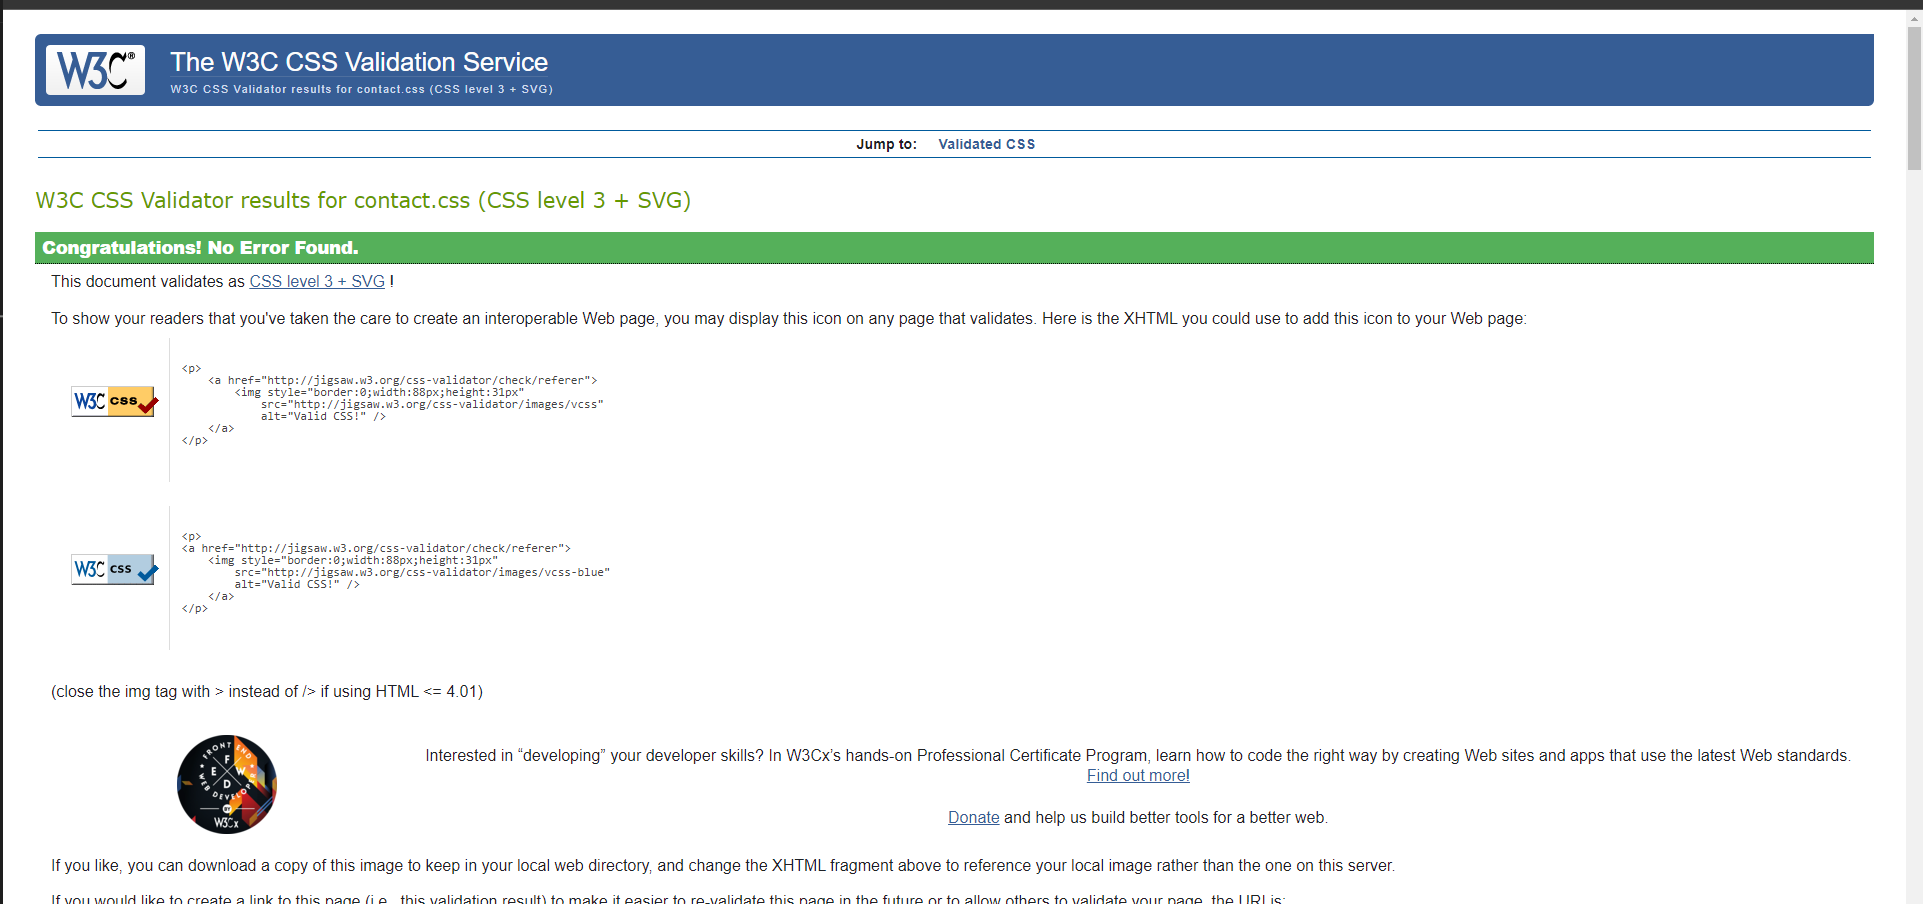 W3C®
The W3C CSS Validation Service
W3C CSS Validator results for contact.css (CSS level 3 + SVG)
Jump to: Validated CSS
W3C CSS Validator results for contact.css (CSS level 3 + SVG)
Congratulations! No Error Found.
This document validates as CSS level 3 + SVG !
To show your readers that you've taken the care to create an interoperable Web page, you may display this icon on any page that validates. Here is the XHTML you could use to add this icon to your Web page:
W3C css
<p>
<a href="http://jigsaw.w3.org/css-validator/check/referer">
<img style="border:0;width:88px;height:31px"
src="http://jigsaw.w3.org/css-validator/images/vcss"
alt="Valid CSS!" />
</a>
</p>
W3C css
<p>
<a href="http://jigsaw.w3.org/css-validator/check/referer">
<img style="border:0;width:88px;height:31px"
src="http://jigsaw.w3.org/css-validator/images/vcss-blue"
alt="Valid CSS!" />
</a>
</p>
(close the img tag with > instead of /> if using HTML <= 4.01)
FRONT END
WEB DEVELOPER
F E W D
BY
W3Cx
Interested in “developing” your developer skills? In W3Cx’s hands-on Professional Certificate Program, learn how to code the right way by creating Web sites and apps that use the latest Web standards.
Find out more!
Donate and help us build better tools for a better web.
If you like, you can download a copy of this image to keep in your local web directory, and change the XHTML fragment above to reference your local image rather than the one on this server.
If you would like to create a link to this page (i.e., this validation result) to make it easier to re-validate this page in the future or to allow others to validate your page, the URI is: